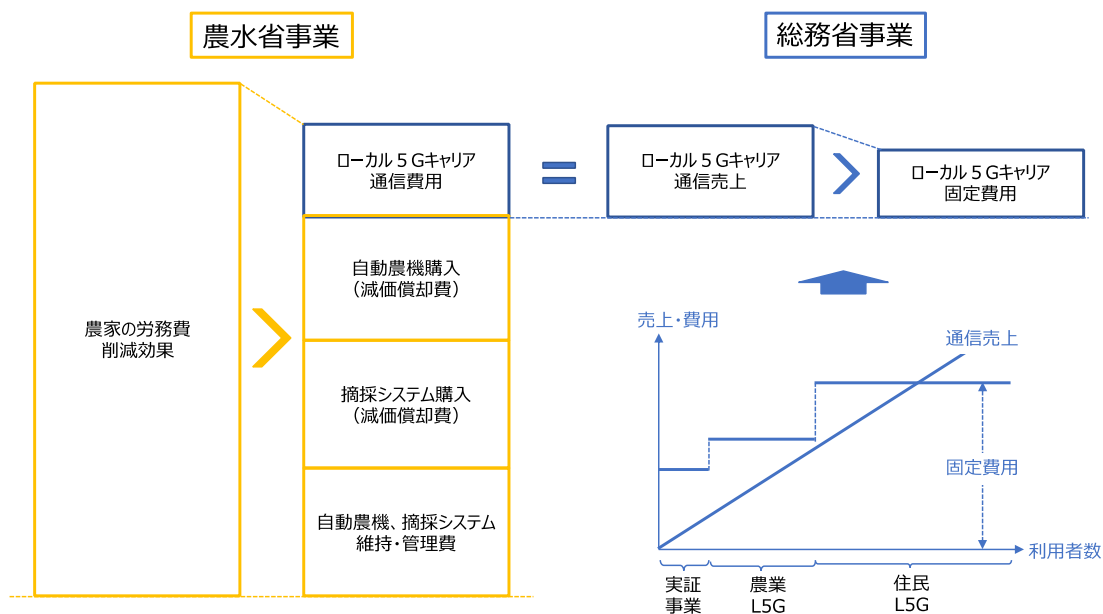 農水省事業
総務省事業
農家の労務費
削減効果
ローカル５Gキャリア
通信費用
自動農機購入
（減価償却費）
摘採システム購入
（減価償却費）
自動農機、摘採システム
維持・管理費
ローカル５Gキャリア
通信売上
ローカル５Gキャリア
固定費用
売上・費用
通信売上
固定費用
利用者数
実証
事業
農業
L5G
住民
L5G